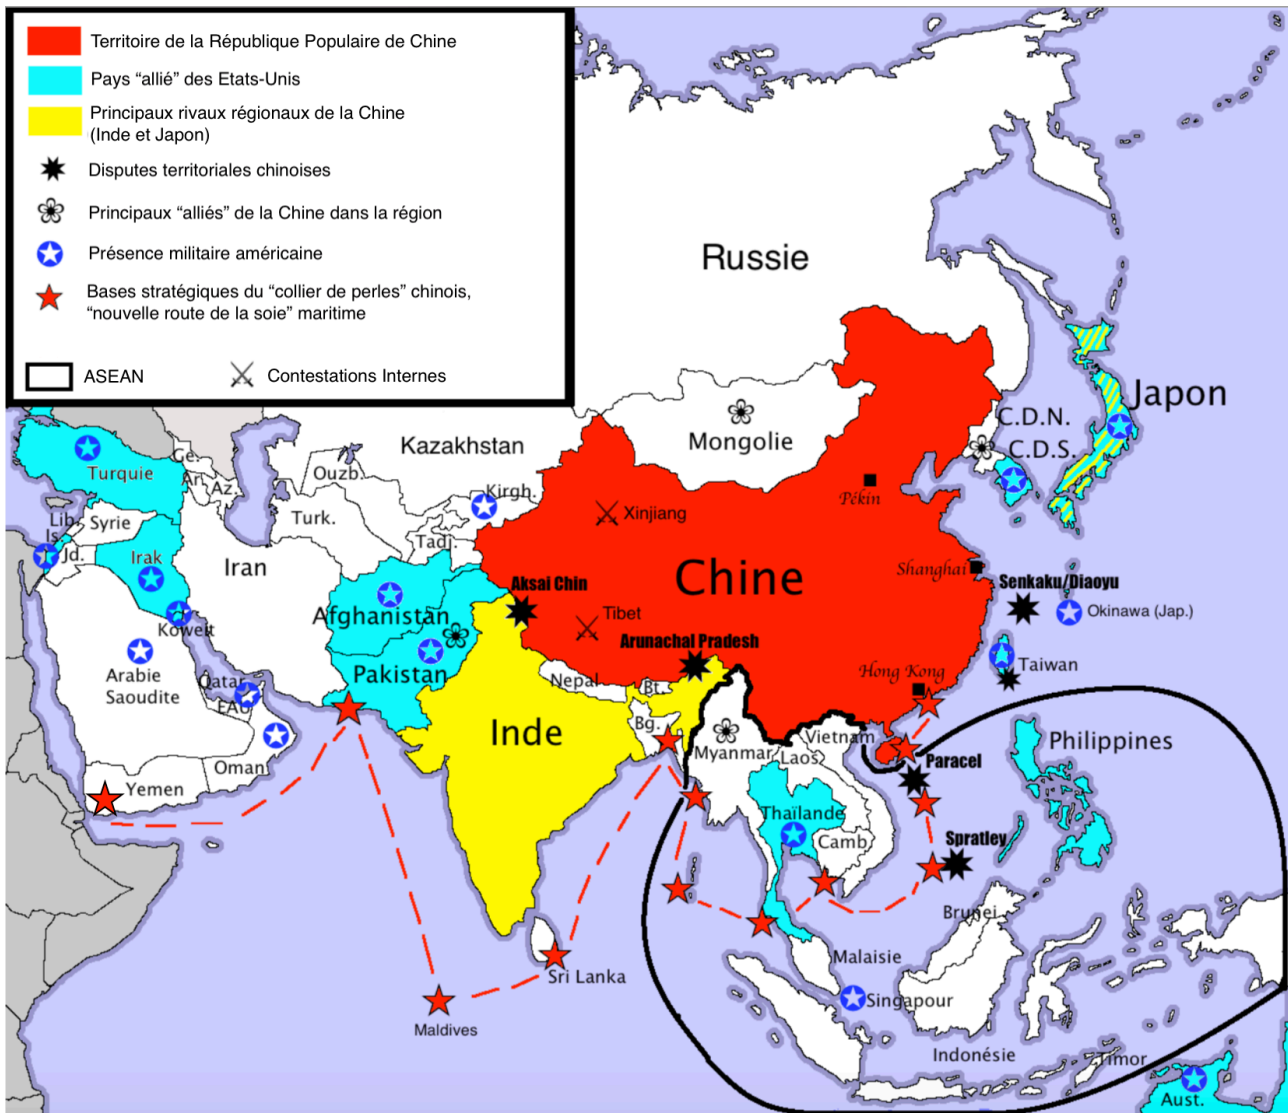 Territoire de la République Populaire de Chine
Pays “allié” des Etats-Unis
Principaux rivaux régionaux de la Chine
(Inde et Japon)
Disputes territoriales chinoises
Principaux “alliés” de la Chine dans la région
Présence militaire américaine
Bases stratégiques du “collier de perles” chinois,
“nouvelle route de la soie” maritime
ASEAN
Contestations Internes
Russie
Japon
C.D.N.
C.D.S.
Mongolie
Kazakhstan
Ouzb.
Kirgh.
Turk.
Tadj.
Turquie
Ge.
Ar.
Az.
Lib.
Syrie
Is.
Jd.
Irak
Iran
Koweït
Arabie
Saoudite
Qatar
EAU
Oman
Yemen
Afghanistan
Pakistan
Xinjiang
Pékin
Chine
Shanghai
Aksai Chin
Tibet
Arunachal Pradesh
Hong Kong
Senkaku/Diaoyu
Okinawa (Jap.)
Taiwan
Nepal
Bt.
Bg.
Inde
Myanmar
Laos
Vietnam
Paracel
Philippines
Thaïlande
Camb.
Spratley
Brunei
Malaisie
Singapour
Sri Lanka
Maldives
Indonésie
Timor
Aust.